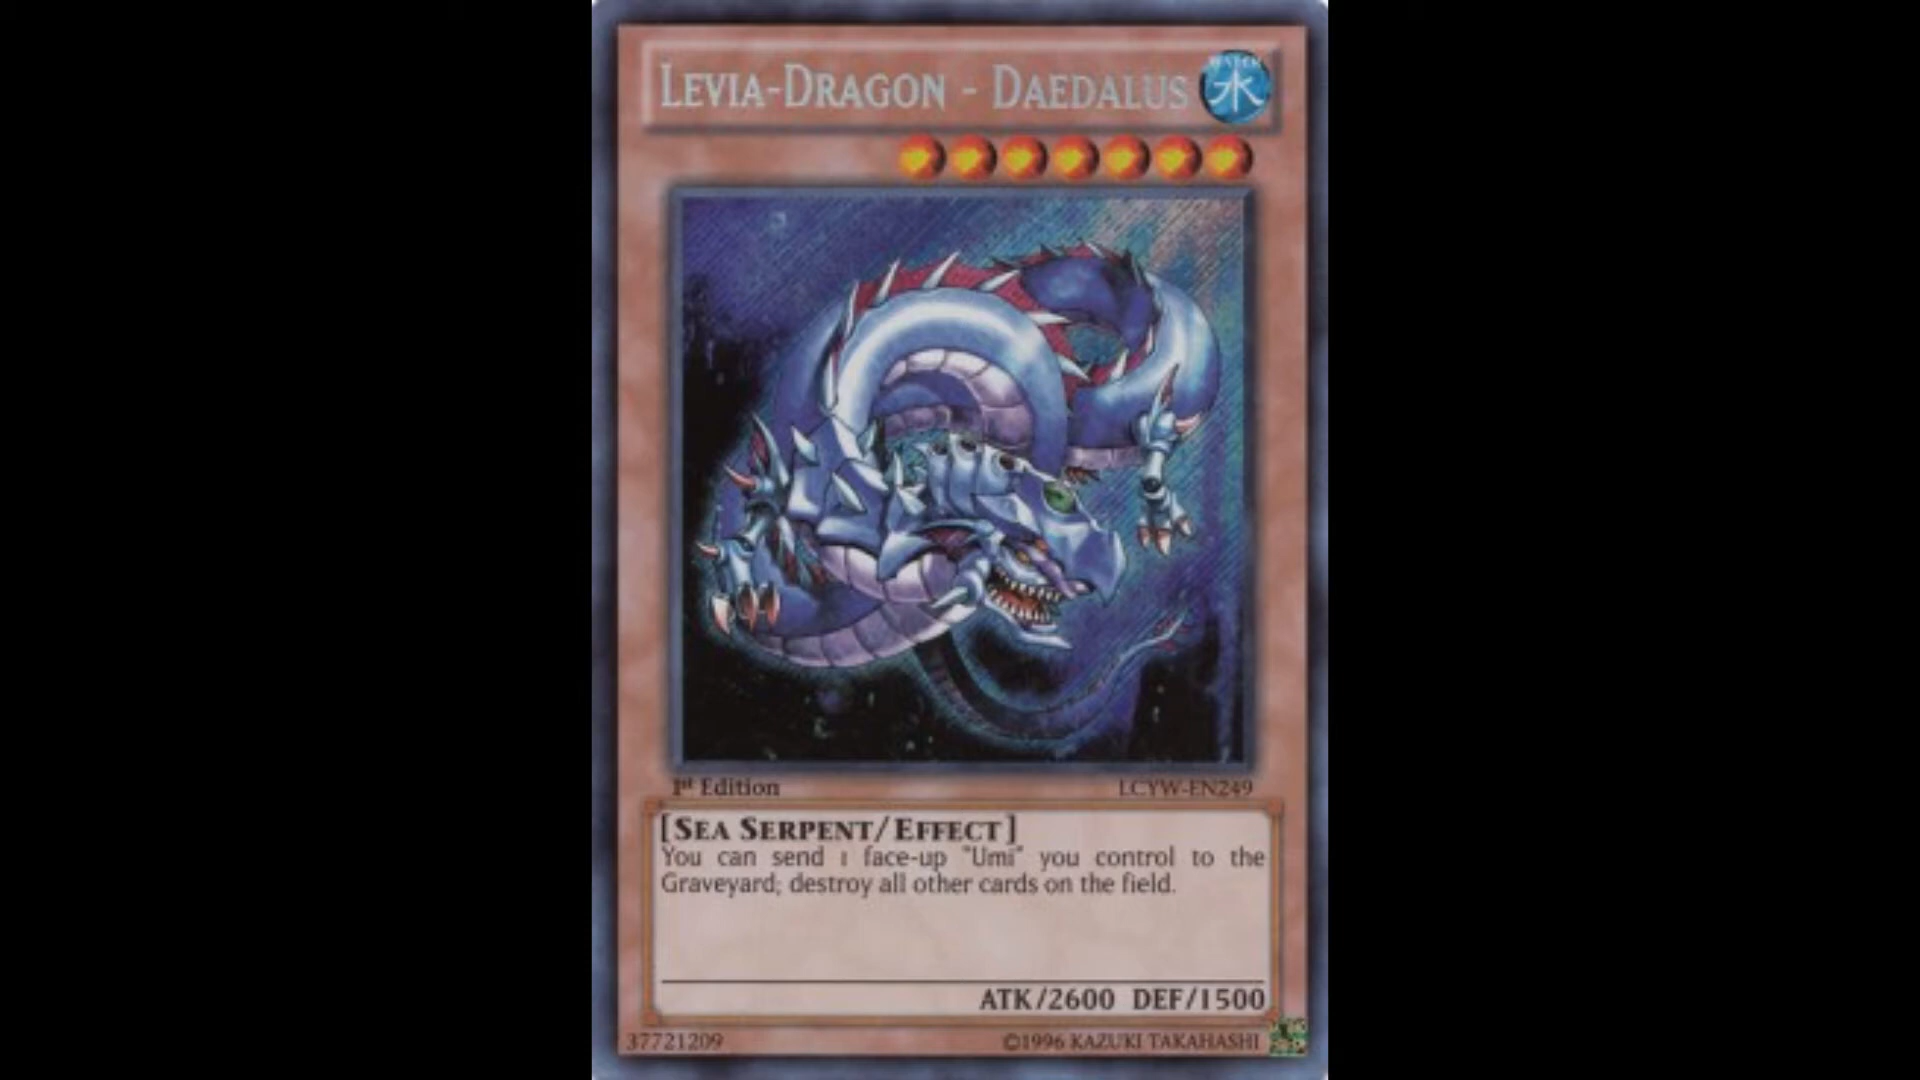 LEVIA-DRAGON - DAEDALUS
WATER
水
1st Edition
LCYW-EN249
[SEA SERPENT/EFFECT]
You can send 1 face-up "Umi" you control to the
Graveyard; destroy all other cards on the field.
ATK/2600 DEF/1500
37721209
©1996 KAZUKI TAKAHASHI